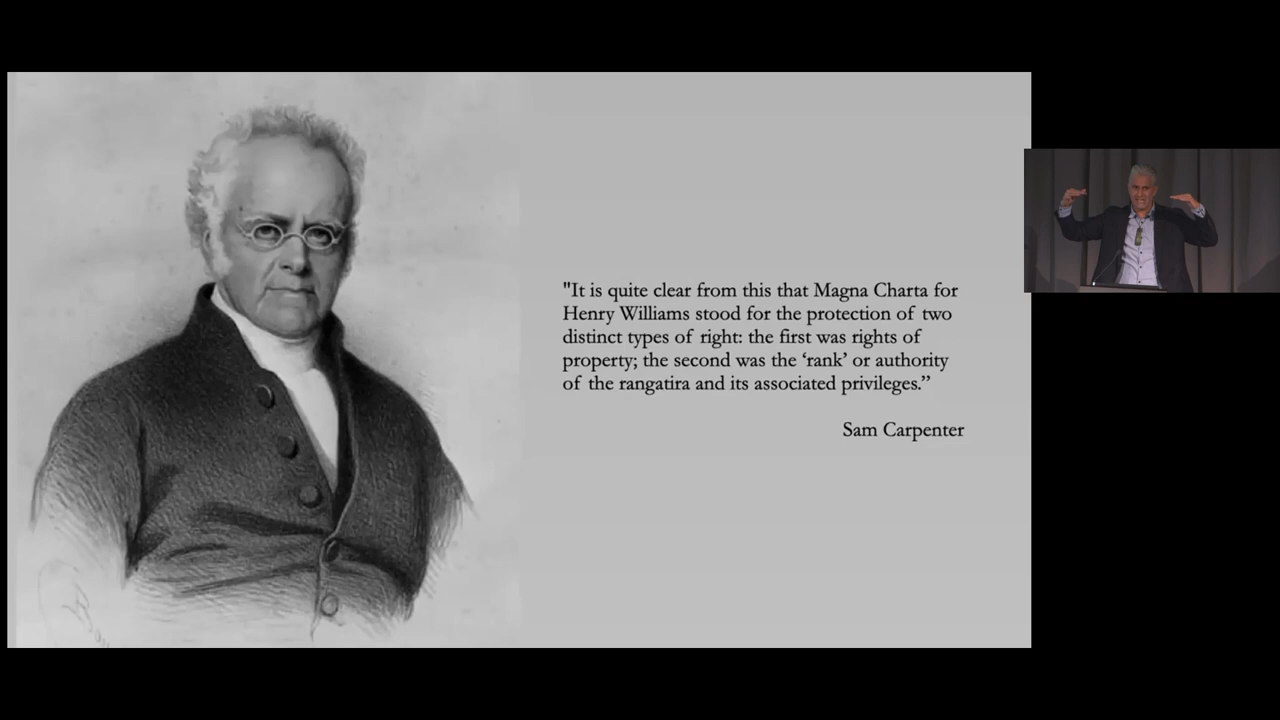 "It is quite clear from this that Magna Charta for
Henry Williams stood for the protection of two
distinct types of right: the first was rights of
property; the second was the ‘rank’ or authority
of the rangatira and its associated privileges.”
Sam Carpenter